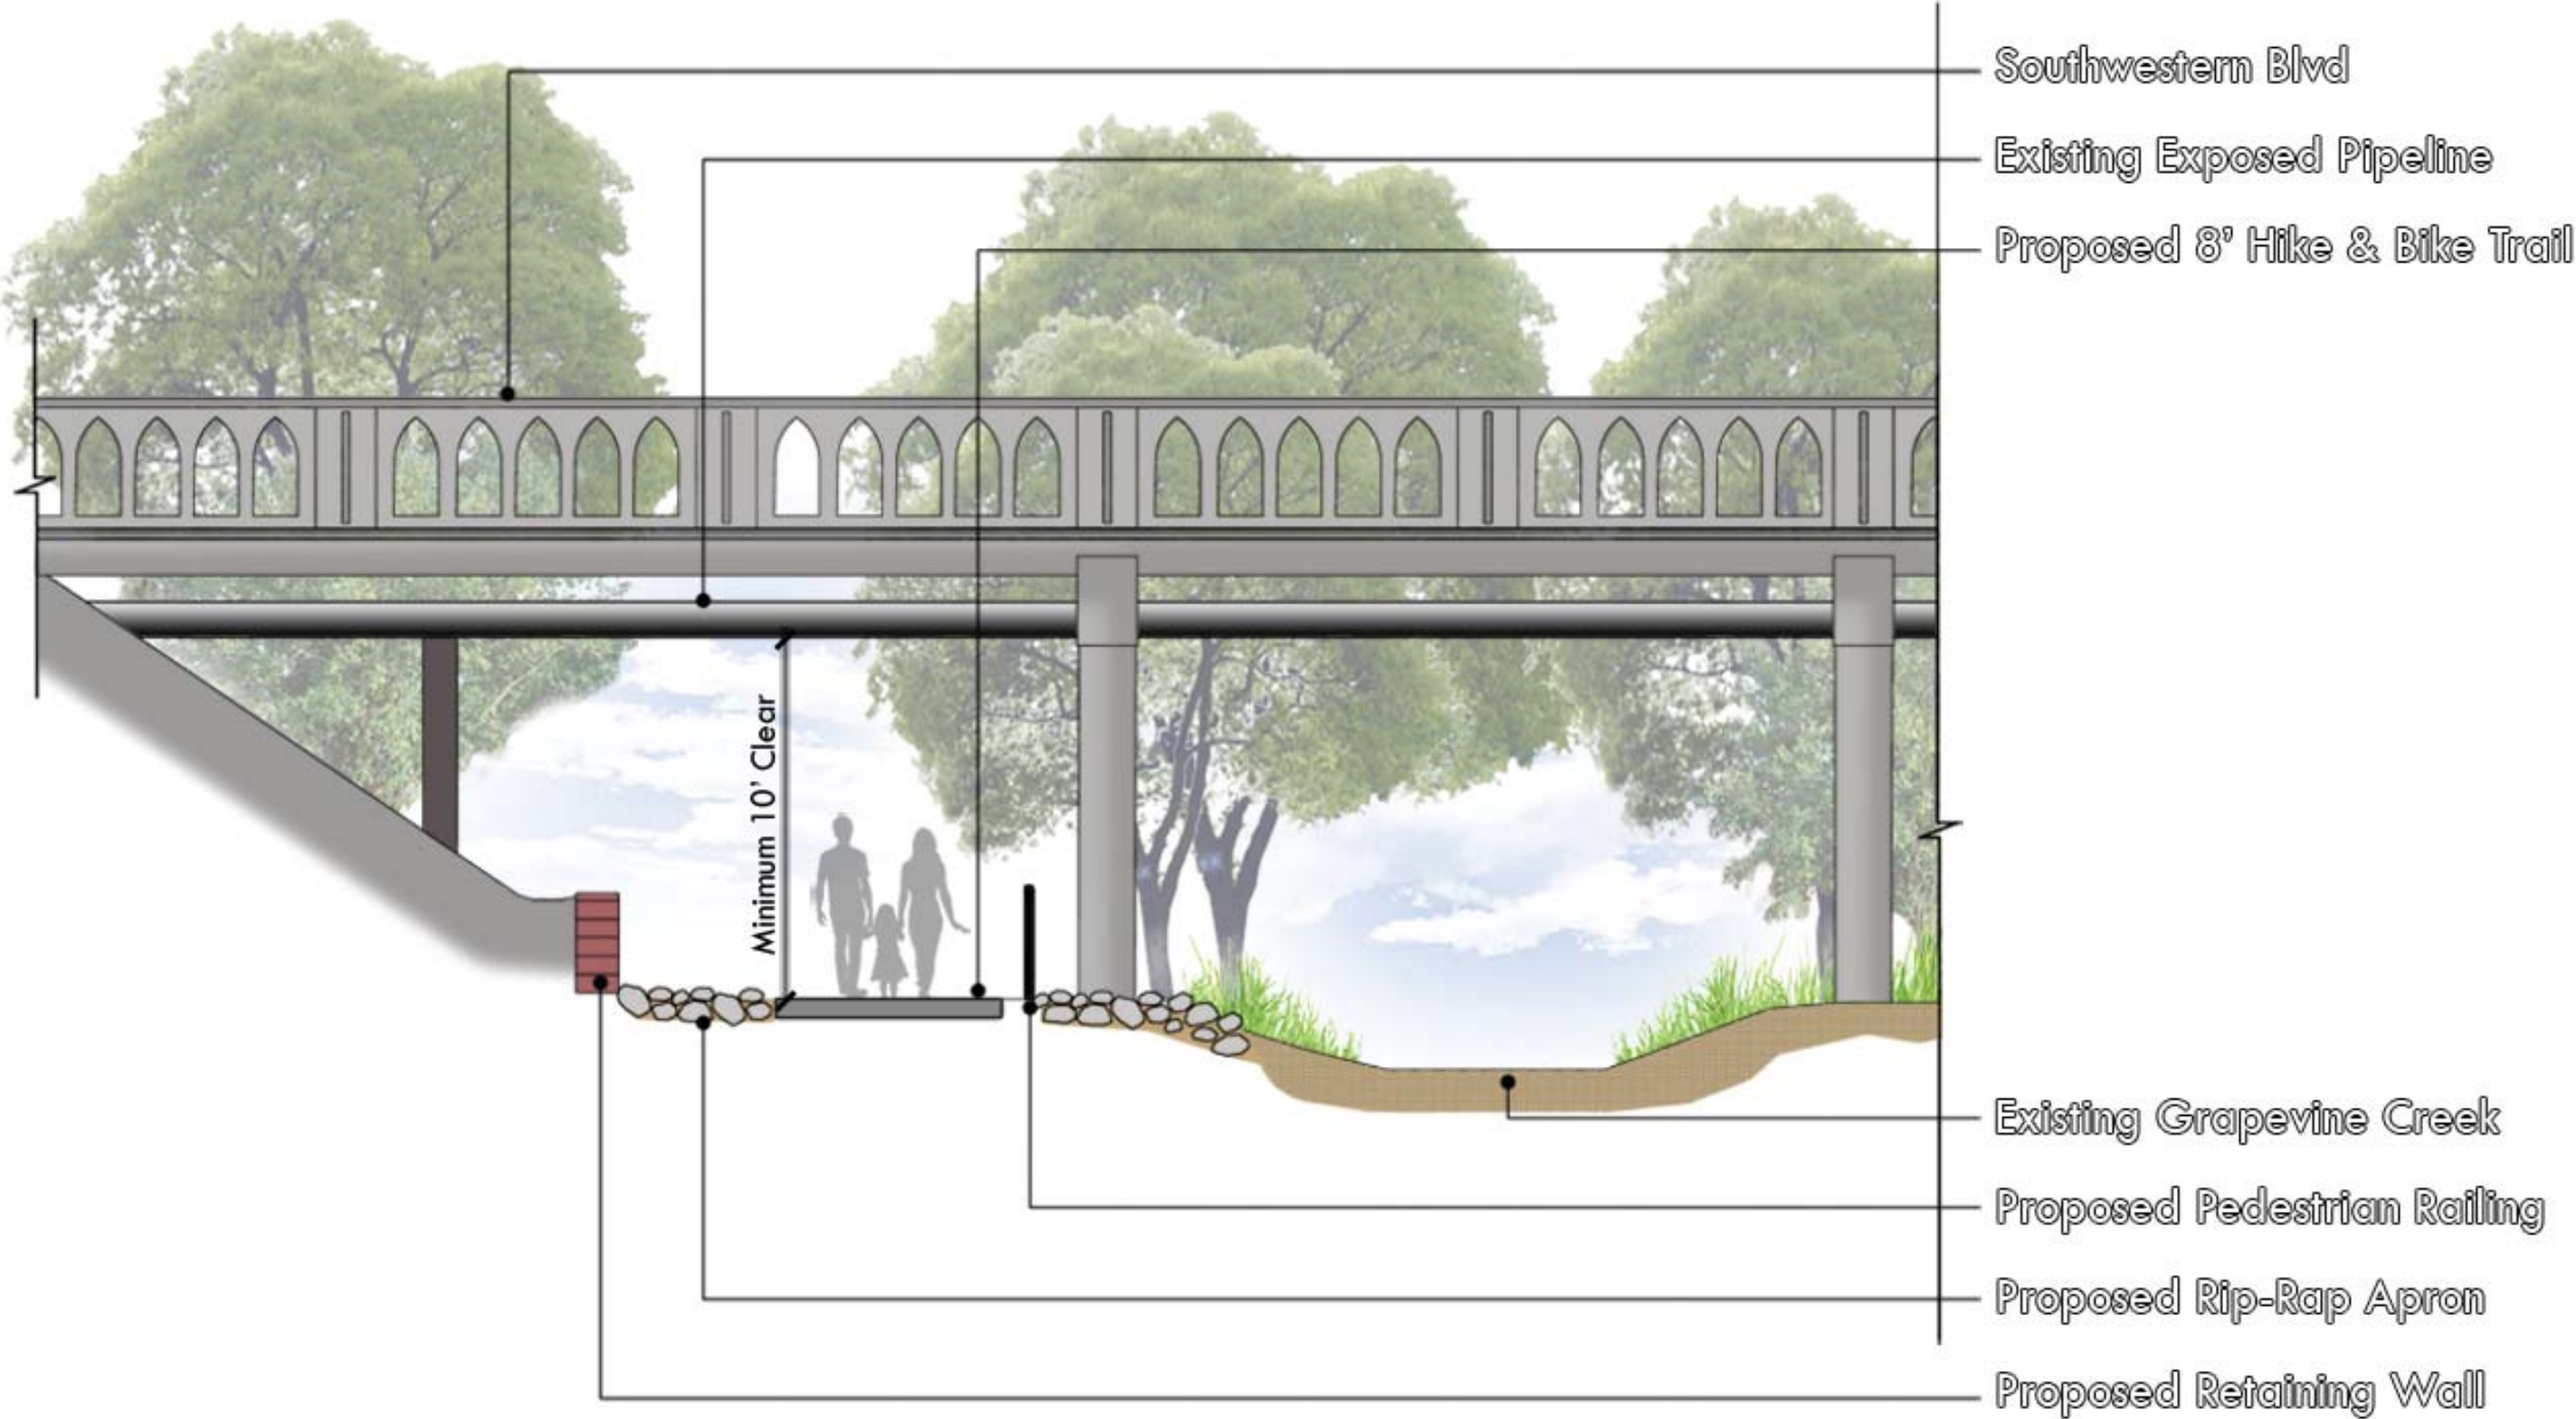 Southwestern Blvd
Existing Exposed Pipeline
Proposed 8' Hike & Bike Trail
Minimum 10' Clear
Existing Grapevine Creek
Proposed Pedestrian Railing
Proposed Rip-Rap Apron
Proposed Retaining Wall